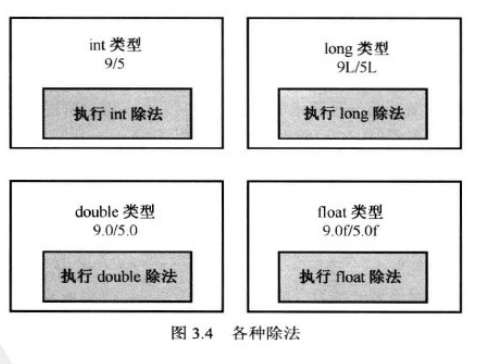 int 类型
9/5
执行 int 除法
long 类型
9L/5L
执行 long 除法
double 类型
9.0/5.0
执行 double 除法
float 类型
9.0f/5.0f
执行 float 除法
图 3.4 各种除法